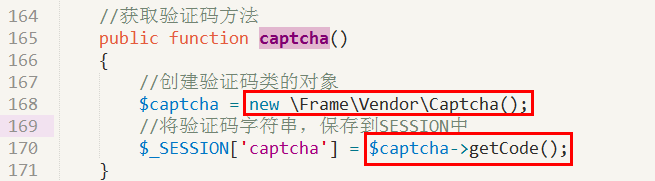 164 //获取验证码方法
165 public function captcha()
166 {
167 //创建验证码类的对象
168 $captcha = new \Frame\Vendor\Captcha();
169 //将验证码字符串，保存到SESSION中
170 $_SESSION['captcha'] = $captcha->getCode();
171 }